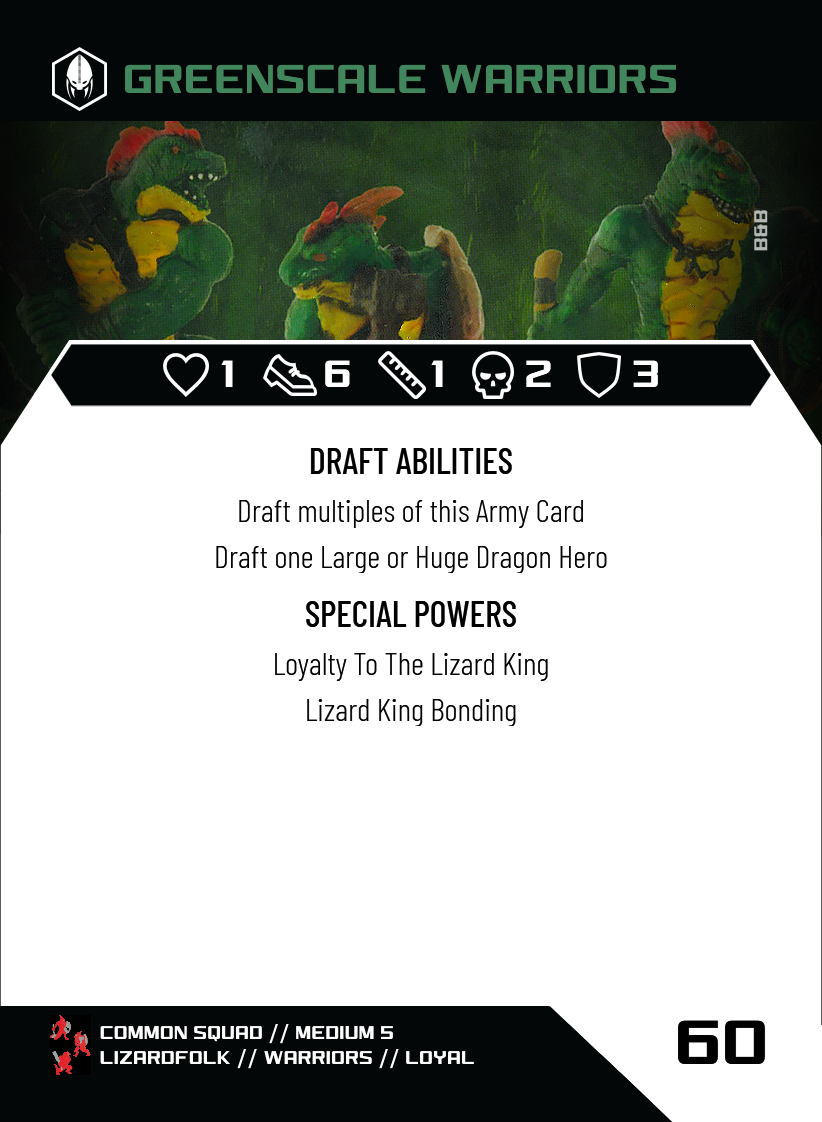 GREENSCALE WARRIORS
B&B
1 6 1 2 3
DRAFT ABILITIES
Draft multiples of this Army Card
Draft one Large or Huge Dragon Hero
SPECIAL POWERS
Loyalty To The Lizard King
Lizard King Bonding
COMMON SQUAD // MEDIUM 5
LIZARDFOLK // WARRIORS // LOYAL
60